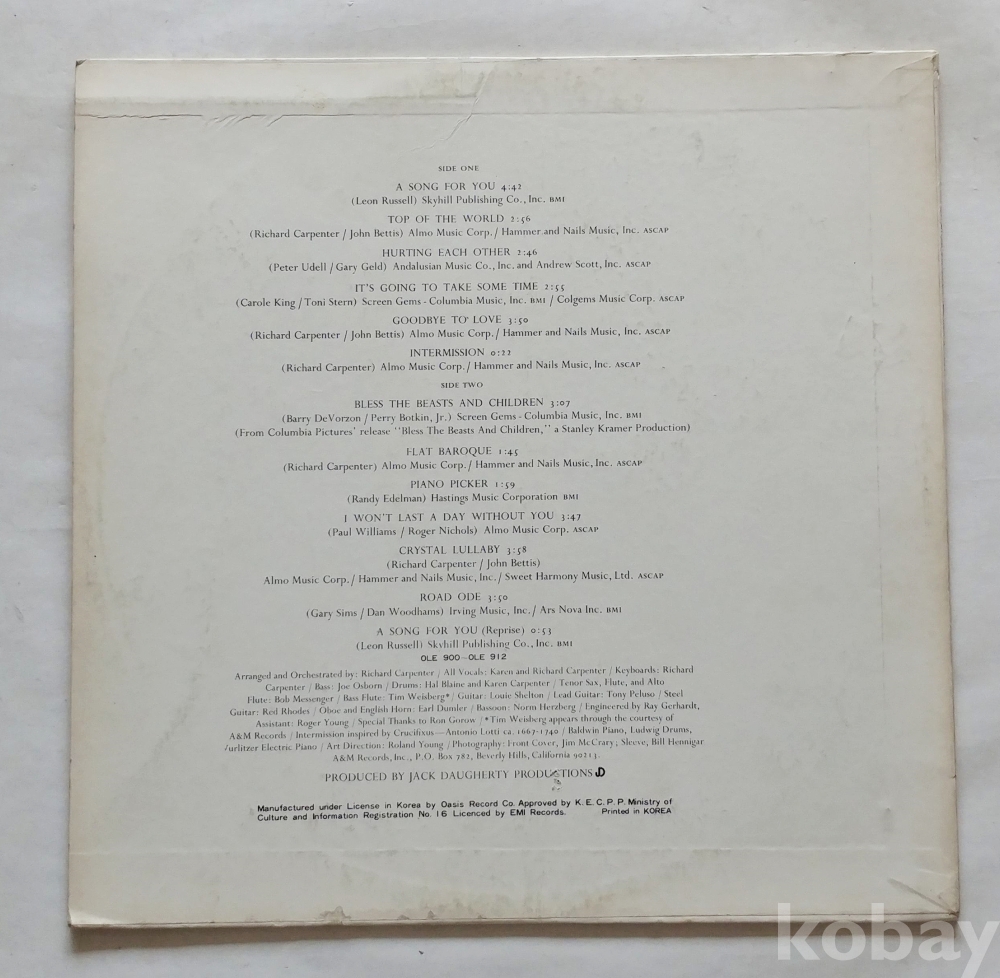 SIDE ONE
A SONG FOR YOU 4:42
(Leon Russell) Skyhill Publishing Co., Inc. BMI
TOP OF THE WORLD 2:56
(Richard Carpenter / John Bettis) Almo Music Corp./ Hammer and Nails Music, Inc. ASCAP
HURTING EACH OTHER 2:46
(Peter Udell / Gary Geld) Andalusian Music Co., Inc. and Andrew Scott, Inc. ASCAP
IT'S GOING TO TAKE SOME TIME 2:55
(Carole King / Toni Stern) Screen Gems - Columbia Music, Inc. BMI / Colgems Music Corp. ASCAP
GOODBYE TO LOVE 3:50
(Richard Carpenter / John Bettis) Almo Music Corp./ Hammer and Nails Music, Inc. ASCAP
INTERMISSION 0:22
(Richard Carpenter) Almo Music Corp./ Hammer and Nails Music, Inc. ASCAP
SIDE TWO
BLESS THE BEASTS AND CHILDREN 3:07
(Barry DeVorzon / Perry Botkin, Jr.) Screen Gems - Columbia Music, Inc. BMI
(From Columbia Pictures' release "Bless The Beasts And Children," a Stanley Kramer Production)
FLAT BAROQUE 1:45
(Richard Carpenter) Almo Music Corp./ Hammer and Nails Music, Inc. ASCAP
PIANO PICKER 1:59
(Randy Edelman) Hastings Music Corporation BMI
I WON'T LAST A DAY WITHOUT YOU 3:47
(Paul Williams / Roger Nichols) Almo Music Corp. ASCAP
CRYSTAL LULLABY 3:58
(Richard Carpenter / John Bettis)
Almo Music Corp./ Hammer and Nails Music, Inc./ Sweet Harmony Music, Ltd. ASCAP
ROAD ODE 3:50
(Gary Sims / Dan Woodhams) Irving Music, Inc./ Ars Nova Inc. BMI
A SONG FOR YOU (Reprise) 0:53
(Leon Russell) Skyhill Publishing Co., Inc. BMI
OLE 900-OLE 912
Arranged and Orchestrated by: Richard Carpenter / All Vocals: Karen and Richard Carpenter / Keyboards: Richard
Carpenter / Bass: Joe Osborn / Drums: Hal Blaine and Karen Carpenter / Tenor Sax, Flute, and Alto
Flute: Bob Messenger / Bass Flute: Tim Weisberg* / Guitar: Louie Shelton / Lead Guitar: Tony Peluso / Steel
Guitar: Red Rhodes / Oboe and English Horn: Earl Dumler / Bassoon: Norm Herzberg / Engineered by Ray Gerhardt,
Assistant: Roger Young / Special Thanks to Ron Gorow / *Tim Weisberg appears through the courtesy of
A&M Records / Intermission inspired by Crucifixus—Antonio Lotti ca. 1667-1740 / Baldwin Piano, Ludwig Drums,
/urlitzer Electric Piano / Art Direction: Roland Young / Photography: Front Cover, Jim McCrary; Sleeve; Bill Hennigar
A&M Records, Inc., P.O. Box 782, Beverly Hills, California 90213.
PRODUCED BY JACK DAUGHERTY PRODUCTIONS JD
Manufactured under License in Korea by Oasis Record Co. Approved by K.E.C.P.P. Ministry of
Culture and Information Registration No. 16 Licenced by EMI Records. Printed in KOREA
kobay